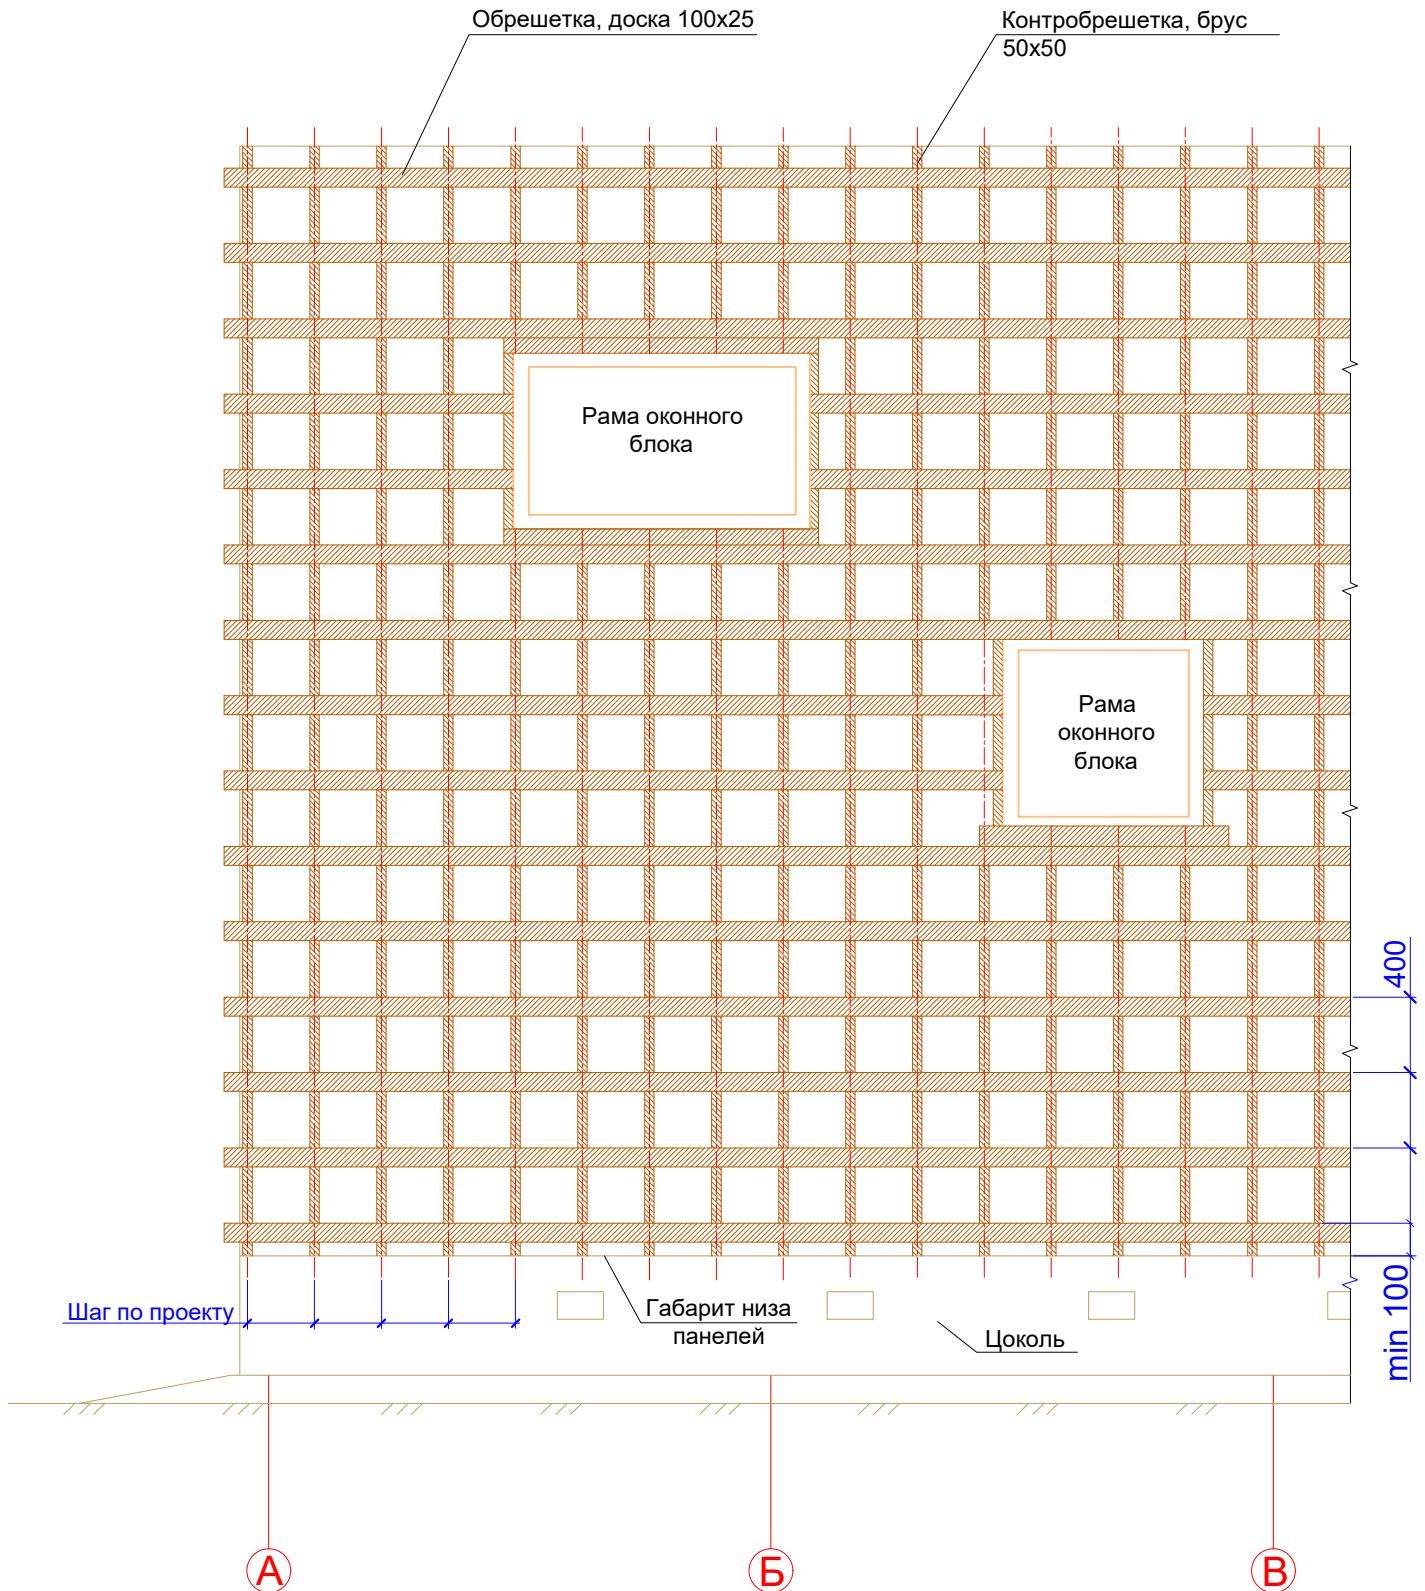 Обрешетка, доска 100х25
Контробрешетка, брус
50х50
Рама оконного
блока
Рама
оконного
блока
400
min 100
Шаг по проекту
Габарит низа
панелей
Цоколь
А
Б
В